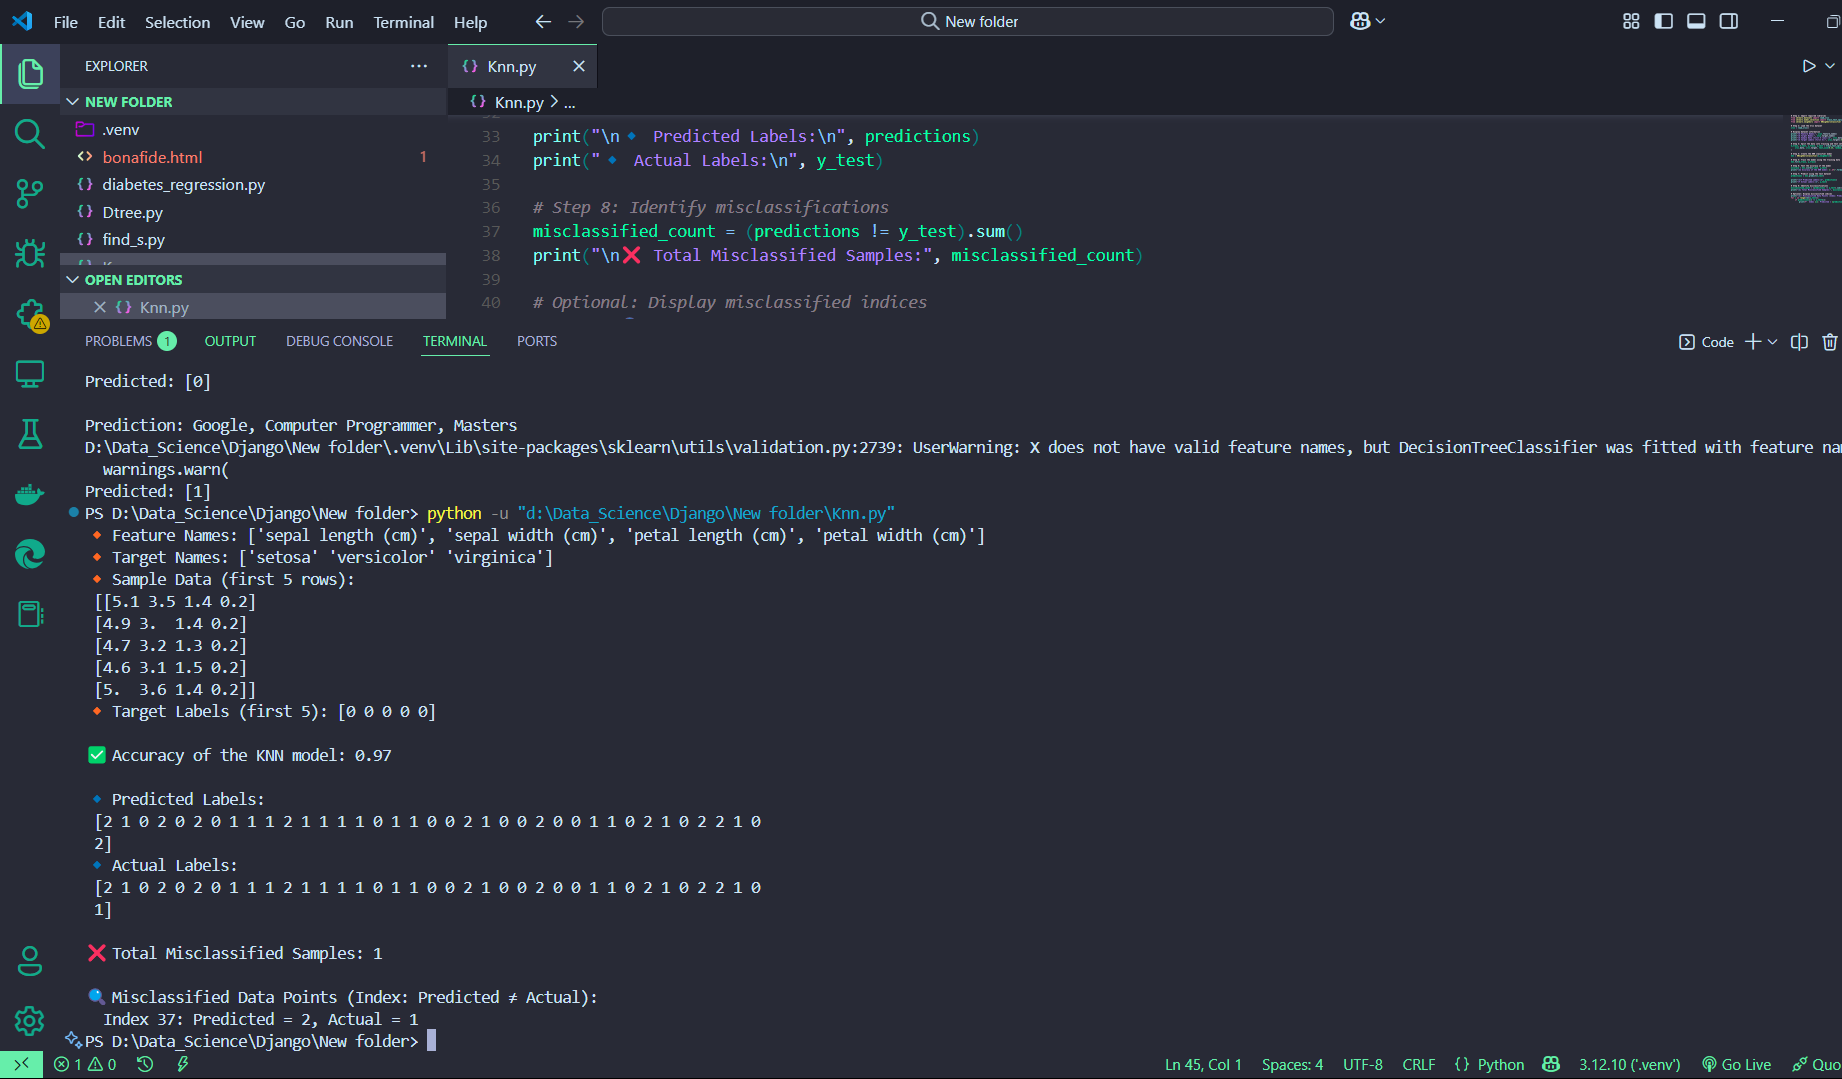 File Edit Selection View Go Run Terminal Help
New folder
EXPLORER
NEW FOLDER
.venv
bonafide.html 1
diabetes_regression.py
Dtree.py
find_s.py
OPEN EDITORS
Knn.py
Knn.py
Knn.py > ...
33 print("\n🔹 Predicted Labels:\n", predictions)
34 print("🔹 Actual Labels:\n", y_test)
35
36 # Step 8: Identify misclassifications
37 misclassified_count = (predictions != y_test).sum()
38 print("\n❌ Total Misclassified Samples:", misclassified_count)
39
40 # Optional: Display misclassified indices
PROBLEMS 1 OUTPUT DEBUG CONSOLE TERMINAL PORTS
Code
Predicted: [0]
Prediction: Google, Computer Programmer, Masters
D:\Data_Science\Django\New folder\.venv\Lib\site-packages\sklearn\utils\validation.py:2739: UserWarning: X does not have valid feature names, but DecisionTreeClassifier was fitted with feature na
warnings.warn(
Predicted: [1]
PS D:\Data_Science\Django\New folder> python -u "d:\Data_Science\Django\New folder\Knn.py"
🔸 Feature Names: ['sepal length (cm)', 'sepal width (cm)', 'petal length (cm)', 'petal width (cm)']
🔸 Target Names: ['setosa' 'versicolor' 'virginica']
🔸 Sample Data (first 5 rows):
[[5.1 3.5 1.4 0.2]
[4.9 3.  1.4 0.2]
[4.7 3.2 1.3 0.2]
[4.6 3.1 1.5 0.2]
[5.  3.6 1.4 0.2]]
🔸 Target Labels (first 5): [0 0 0 0 0]
✅ Accuracy of the KNN model: 0.97
🔹 Predicted Labels:
[2 1 0 2 0 2 0 1 1 1 2 1 1 1 1 0 1 1 0 0 2 1 0 0 2 0 0 1 1 0 2 1 0 2 2 1 0
2]
🔹 Actual Labels:
[2 1 0 2 0 2 0 1 1 1 2 1 1 1 1 0 1 1 0 0 2 1 0 0 2 0 0 1 1 0 2 1 0 2 2 1 0
1]
❌ Total Misclassified Samples: 1
🔍 Misclassified Data Points (Index: Predicted ≠ Actual):
Index 37: Predicted = 2, Actual = 1
PS D:\Data_Science\Django\New folder>
1 0 Ln 45, Col 1 Spaces: 4 UTF-8 CRLF {} Python 3.12.10 ('.venv') Go Live Quo